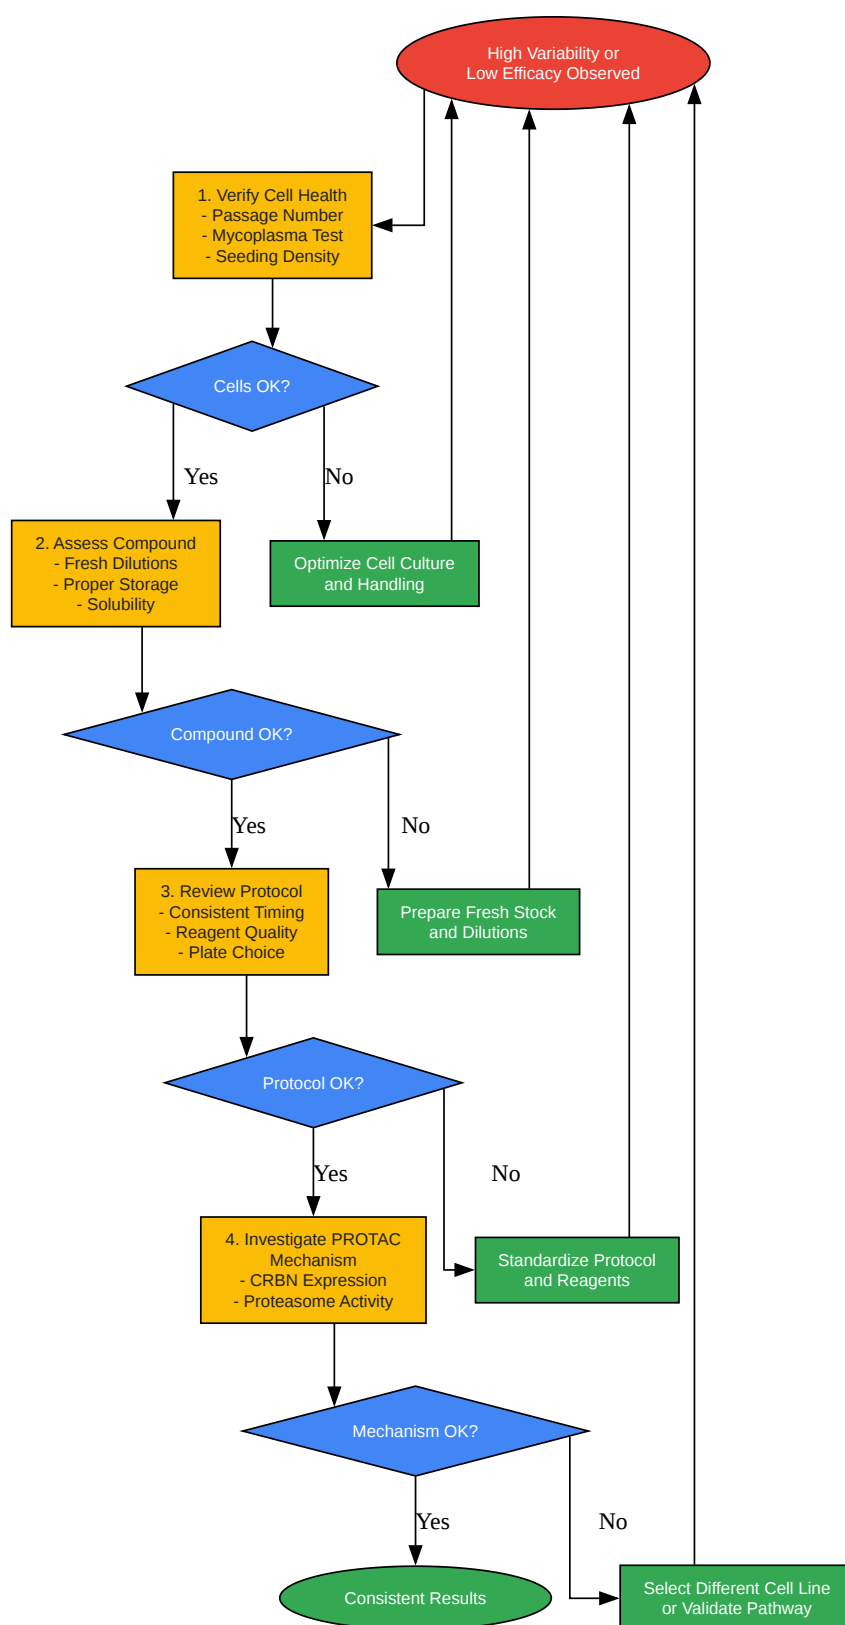 High Variability or
Low Efficacy Observed
1. Verify Cell Health
- Passage Number
- Mycoplasma Test
- Seeding Density
Cells OK?
Yes
No
2. Assess Compound
- Fresh Dilutions
- Proper Storage
- Solubility
Optimize Cell Culture
and Handling
Compound OK?
Yes
No
3. Review Protocol
- Consistent Timing
- Reagent Quality
- Plate Choice
Prepare Fresh Stock
and Dilutions
Protocol OK?
Yes
No
4. Investigate PROTAC
Mechanism
- CRBN Expression
- Proteasome Activity
Standardize Protocol
and Reagents
Mechanism OK?
Yes
No
Consistent Results
Select Different Cell Line
or Validate Pathway